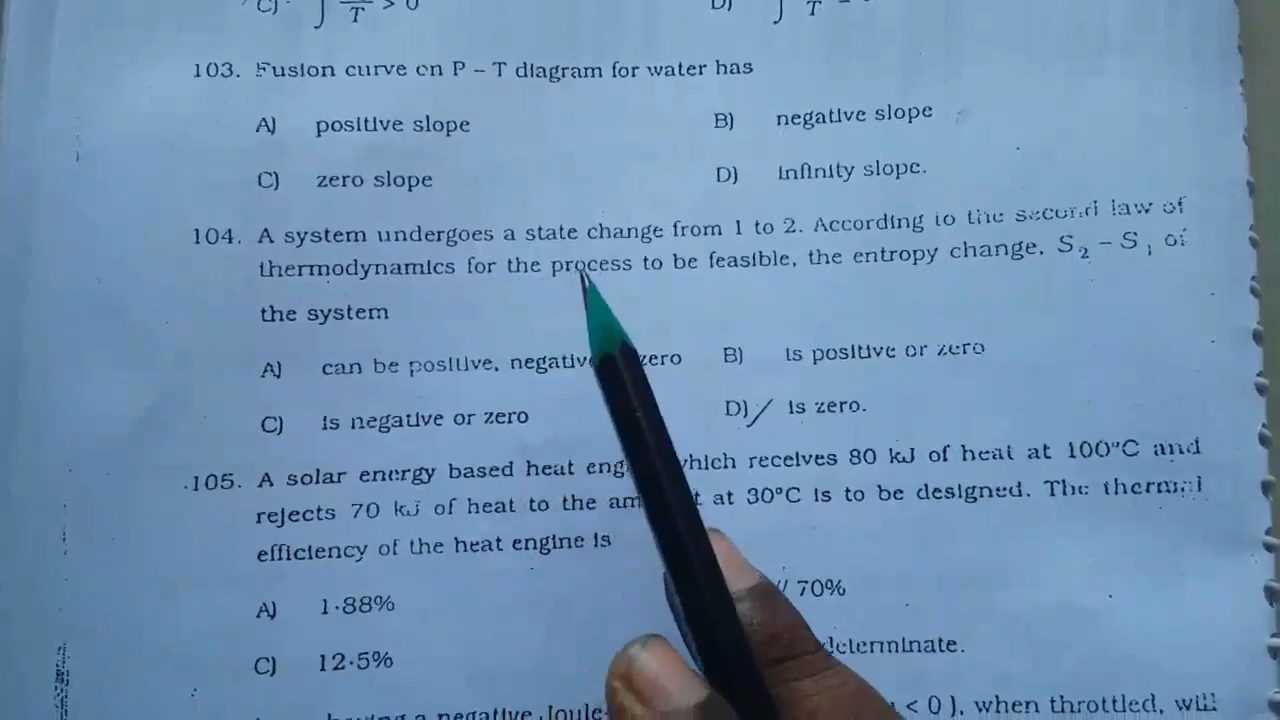 C) ∫ /T > 0 D) ∫ T
103. Fusion curve on P – T diagram for water has
A) positive slope B) negative slope
C) zero slope D) infinity slope.
104. A system undergoes a state change from 1 to 2. According to the second law of
thermodynamics for the process to be feasible, the entropy change, S₂ – S₁ of
the system
A) can be positive, negative zero B) is positive or zero
C) is negative or zero D) is zero.
105. A solar energy based heat eng which receives 80 kJ of heat at 100°C and
rejects 70 kJ of heat to the am t at 30°C is to be designed. The thermal
efficiency of the heat engine is
A) 1·88% 70%
C) 12·5% determinate.
having a negative Joule- < 0 ), when throttled, will